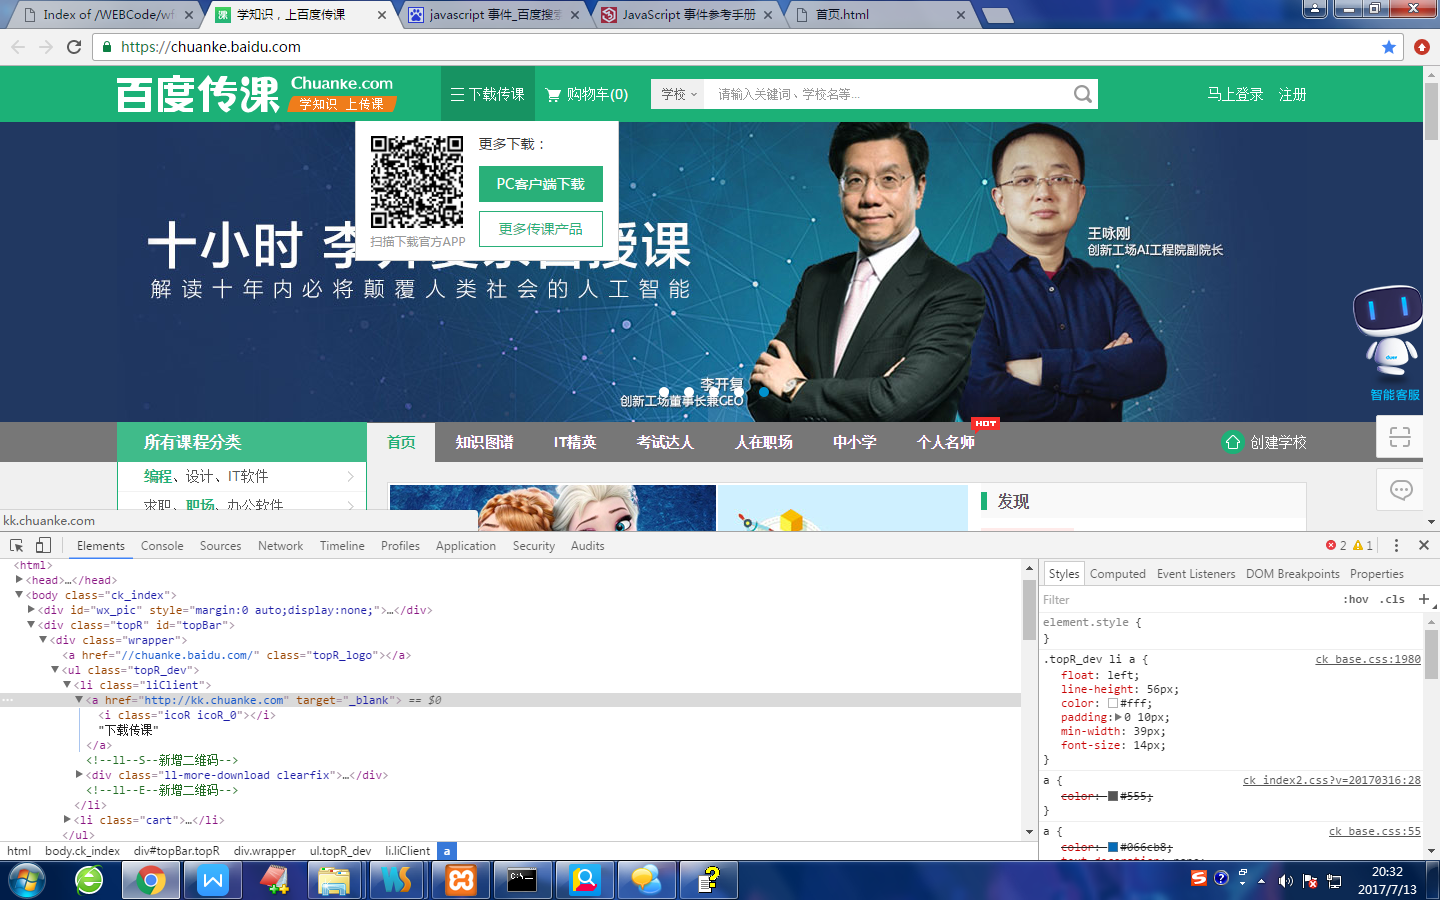 Index of /WEBCode/wf
学知识，上百度传课
javascript 事件_百度搜索
JavaScript 事件参考手册
首页.html
https://chuanke.baidu.com
百度传课
Chuanke.com
学知识 上传课
下载传课
购物车(0)
学校
请输入关键词、学校名等...
马上登录
注册
更多下载：
PC客户端下载
更多传课产品
扫描下载官方APP
十小时 李开复亲自授课
解读十年内必将颠覆人类社会的人工智能
王咏刚
创新工场AI工程院副院长
李开复
创新工场董事长兼CEO
智能客服
所有课程分类
首页
知识图谱
IT精英
考试达人
人在职场
中小学
个人名师
HOT
创建学校
编程、设计、IT软件
求职、职场、办公软件
发现
kk.chuanke.com
Elements
Console
Sources
Network
Timeline
Profiles
Application
Security
Audits
2
1
<html>
<head>…</head>
<body class="ck_index">
<div id="wx_pic" style="margin:0 auto;display:none;">…</div>
<div class="topR" id="topBar">
<div class="wrapper">
<a href="//chuanke.baidu.com/" class="topR_logo"></a>
<ul class="topR_dev">
<li class="liClient">
<a href="http://kk.chuanke.com" target="_blank"> == $0
<i class="icoR icoR_0"></i>
"下载传课"
</a>
<!--ll--S--新增二维码-->
<div class="ll-more-download clearfix">…</div>
<!--ll--E--新增二维码-->
</li>
<li class="cart">…</li>
</ul>
html body.ck_index div#topBar.topR div.wrapper ul.topR_dev li.liClient a
Styles
Computed
Event Listeners
DOM Breakpoints
Properties
Filter
:hov
.cls
element.style {
}
.topR_dev li a {
ck_base.css:1980
float: left;
line-height: 56px;
color: #fff;
padding: 0 10px;
min-width: 39px;
font-size: 14px;
}
a {
ck_index2.css?v=20170316:28
color: #555;
}
a {
ck_base.css:55
color: #066cb8;
text-decoration: none;
20:32
2017/7/13